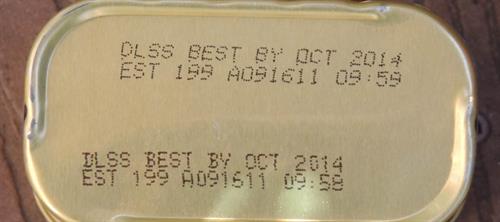 DLSS BEST BY OCT 2014
EST 199 A091611 09:59
DLSS BEST BY OCT 2014
EST 199 A091611 09:58